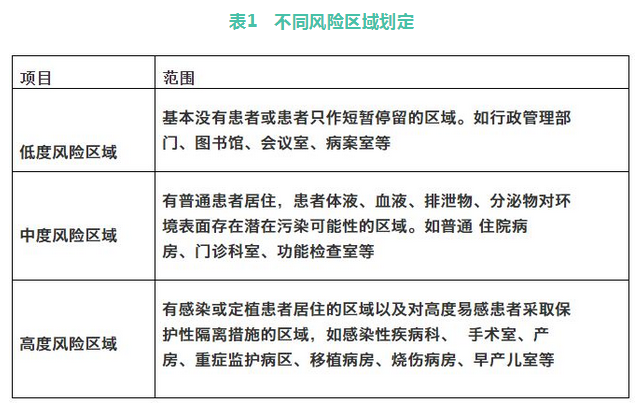 表1 不同风险区域划定
项目 范围
低度风险区域
基本没有患者或患者只作短暂停留的区域。如行政管理部
门、图书馆、会议室、病案室等
中度风险区域
有普通患者居住，患者体液、血液、排泄物、分泌物对环
境表面存在潜在污染可能性的区域。如普通 住院病
房、门诊科室、功能检查室等
高度风险区域
有感染或定植患者居住的区域以及对高度易感患者采取保
护性隔离措施的区域，如感染性疾病科、 手术室、产
房、重症监护病区、移植病房、烧伤病房、早产儿室等